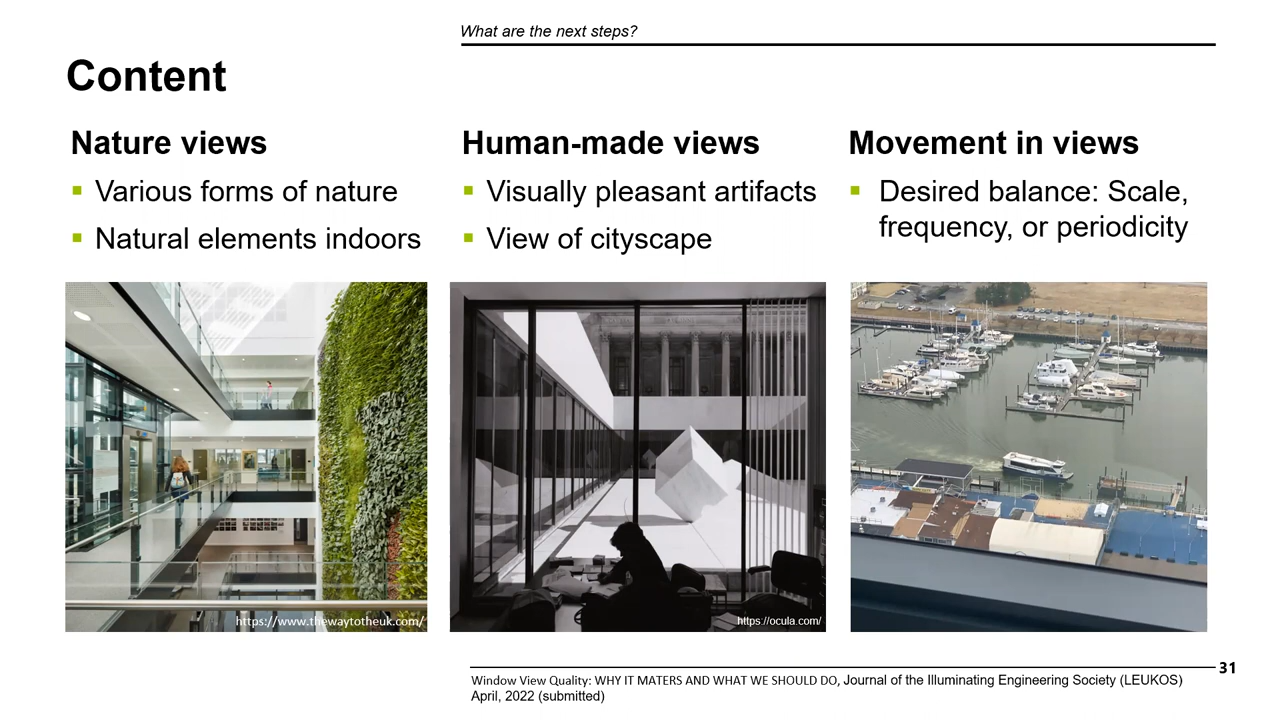 What are the next steps?
Content
Nature views
▪ Various forms of nature
▪ Natural elements indoors
Human-made views
▪ Visually pleasant artifacts
▪ View of cityscape
Movement in views
▪ Desired balance: Scale,
frequency, or periodicity
https://www.thewaytotheuk.com/
https://ocula.com/
31
Window View Quality: WHY IT MATERS AND WHAT WE SHOULD DO, Journal of the Illuminating Engineering Society (LEUKOS)
April, 2022 (submitted)